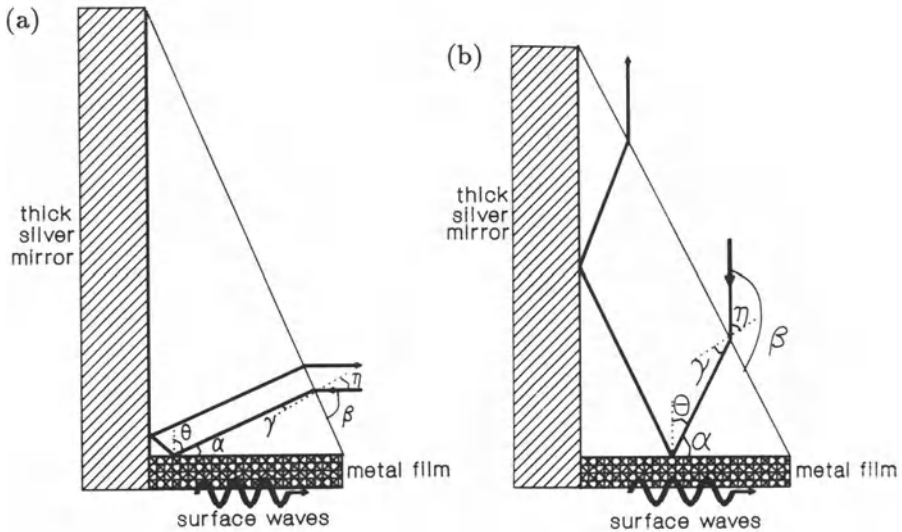 (a)
thick
silver
mirror
θ
α
γ
η
β
metal film
surface waves
(b)
thick
silver
mirror
η
β
γ
θ
α
metal film
surface waves